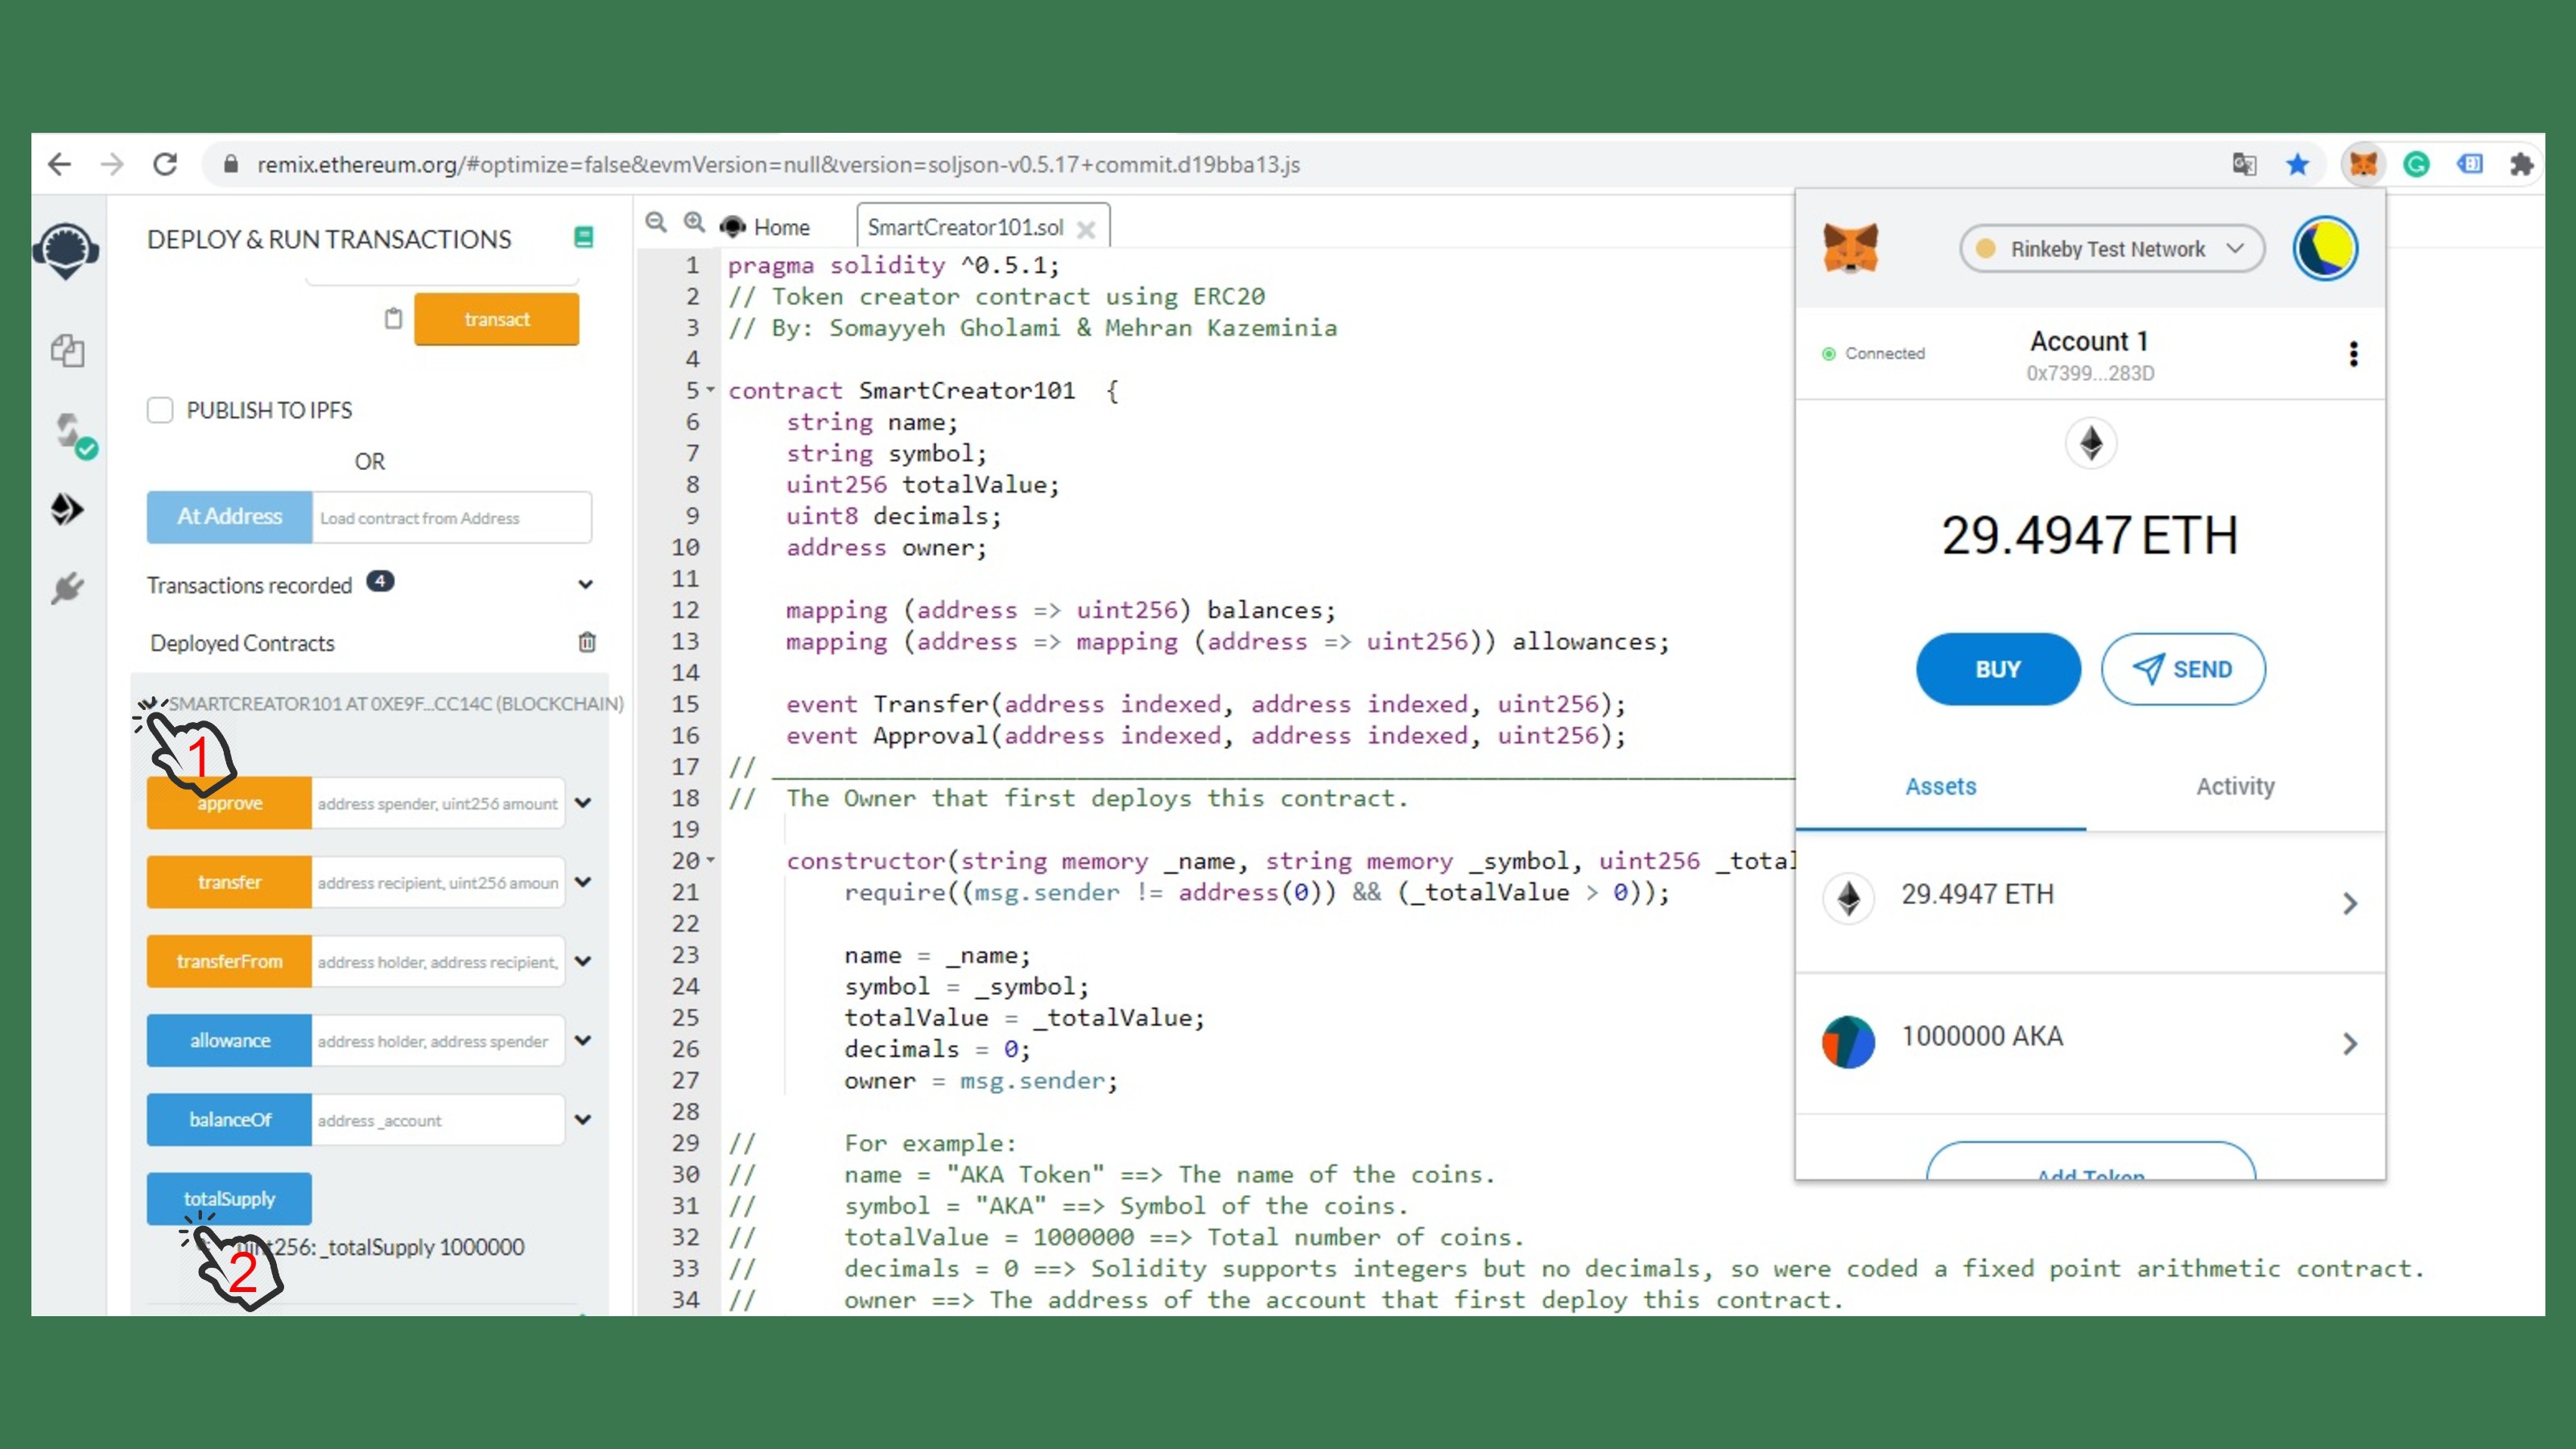 remix.ethereum.org/#optimize=false&evmVersion=null&version=soljson-v0.5.17+commit.d19bba13.js
DEPLOY & RUN TRANSACTIONS
transact
PUBLISH TO IPFS
OR
At Address Load contract from Address
Transactions recorded 4
Deployed Contracts
SMARTCREATOR101 AT 0XE9F...CC14C (BLOCKCHAIN)
1
approve address spender, uint256 amount
transfer address recipient, uint256 amoun
transferFrom address holder, address recipient,
allowance address holder, address spender
balanceOf address _account
totalSupply
uint256: _totalSupply 1000000
2
Home SmartCreator101.sol
1 pragma solidity ^0.5.1;
2 // Token creator contract using ERC20
3 // By: Somayyeh Gholami & Mehran Kazeminia
4
5 contract SmartCreator101 {
6 string name;
7 string symbol;
8 uint256 totalValue;
9 uint8 decimals;
10 address owner;
11
12 mapping (address => uint256) balances;
13 mapping (address => mapping (address => uint256)) allowances;
14
15 event Transfer(address indexed, address indexed, uint256);
16 event Approval(address indexed, address indexed, uint256);
17 // ______________________________________________________________________
18 // The Owner that first deploys this contract.
19
20 constructor(string memory _name, string memory _symbol, uint256 _total
21 require((msg.sender != address(0)) && (_totalValue > 0));
22
23 name = _name;
24 symbol = _symbol;
25 totalValue = _totalValue;
26 decimals = 0;
27 owner = msg.sender;
28
29 // For example:
30 // name = "AKA Token" ==> The name of the coins.
31 // symbol = "AKA" ==> Symbol of the coins.
32 // totalValue = 1000000 ==> Total number of coins.
33 // decimals = 0 ==> Solidity supports integers but no decimals, so were coded a fixed point arithmetic contract.
34 // owner ==> The address of the account that first deploy this contract.
Rinkeby Test Network
Connected
Account 1
0x7399...283D
29.4947 ETH
BUY SEND
Assets Activity
29.4947 ETH
1000000 AKA
Add Token